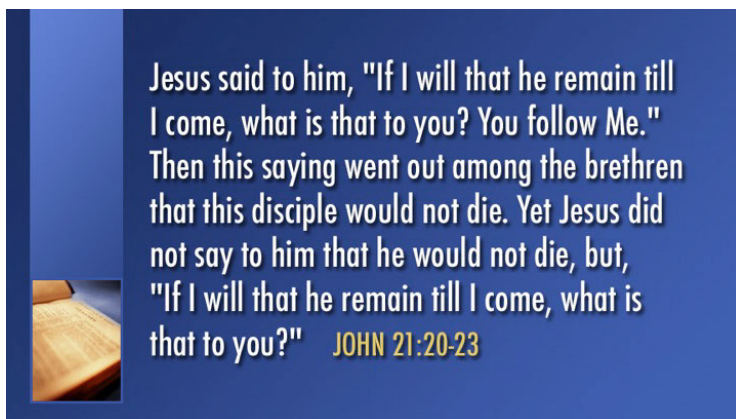 Jesus said to him, "If I will that he remain till
I come, what is that to you? You follow Me."
Then this saying went out among the brethren
that this disciple would not die. Yet Jesus did
not say to him that he would not die, but,
"If I will that he remain till I come, what is
that to you?" JOHN 21:20-23